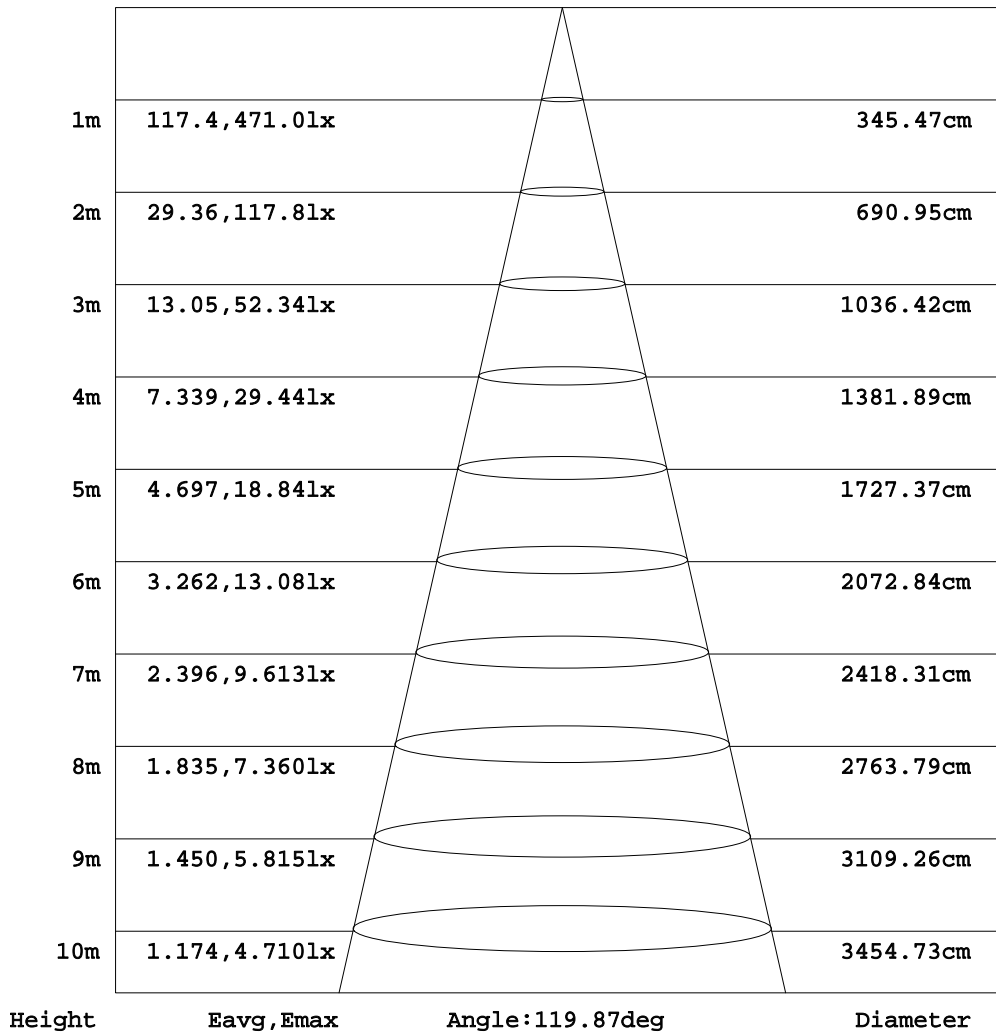 1m 117.4,471.0lx 345.47cm
2m 29.36,117.8lx 690.95cm
3m 13.05,52.34lx 1036.42cm
4m 7.339,29.44lx 1381.89cm
5m 4.697,18.84lx 1727.37cm
6m 3.262,13.08lx 2072.84cm
7m 2.396,9.613lx 2418.31cm
8m 1.835,7.360lx 2763.79cm
9m 1.450,5.815lx 3109.26cm
10m 1.174,4.710lx 3454.73cm
Height Eavg,Emax Angle:119.87deg Diameter